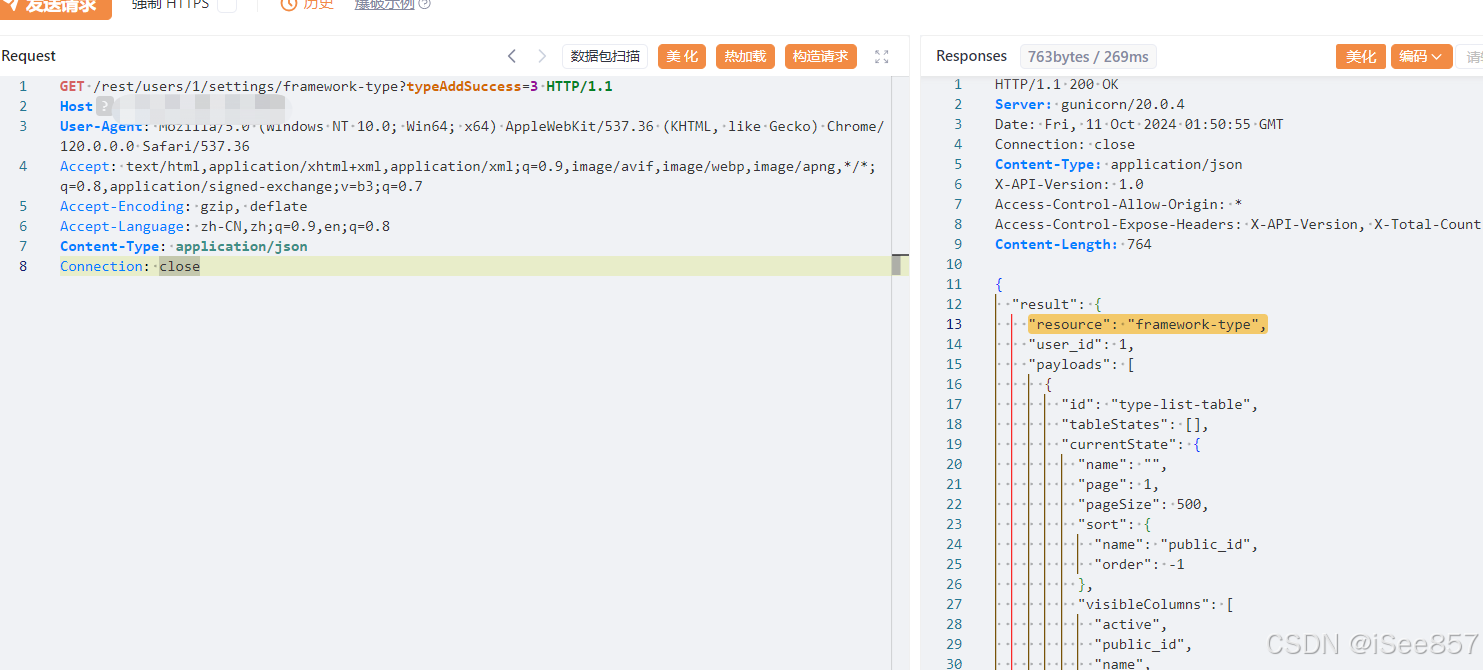 发送请求 强制 HTTPS 历史 爆破示例
Request 数据包扫描 美化 热加载 构造请求
1 GET /rest/users/1/settings/framework-type?typeAddSuccess=3 HTTP/1.1
2 Host ?
3 User-Agent: Mozilla/5.0 (Windows NT 10.0; Win64; x64) AppleWebKit/537.36 (KHTML, like Gecko) Chrome/
120.0.0.0 Safari/537.36
4 Accept: text/html,application/xhtml+xml,application/xml;q=0.9,image/avif,image/webp,image/apng,*/*;
q=0.8,application/signed-exchange;v=b3;q=0.7
5 Accept-Encoding: gzip, deflate
6 Accept-Language: zh-CN,zh;q=0.9,en;q=0.8
7 Content-Type: application/json
8 Connection: close
Responses 763bytes / 269ms 美化 编码
1 HTTP/1.1 200 OK
2 Server: gunicorn/20.0.4
3 Date: Fri, 11 Oct 2024 01:50:55 GMT
4 Connection: close
5 Content-Type: application/json
6 X-API-Version: 1.0
7 Access-Control-Allow-Origin: *
8 Access-Control-Expose-Headers: X-API-Version, X-Total-Count
9 Content-Length: 764
10
11 {
12 "result": {
13 "resource": "framework-type",
14 "user_id": 1,
15 "payloads": [
16 {
17 "id": "type-list-table",
18 "tableStates": [],
19 "currentState": {
20 "name": "",
21 "page": 1,
22 "pageSize": 500,
23 "sort": {
24 "name": "public_id",
25 "order": -1
26 },
27 "visibleColumns": [
28 "active",
29 "public_id",
30 "name",
CSDN @iSee857